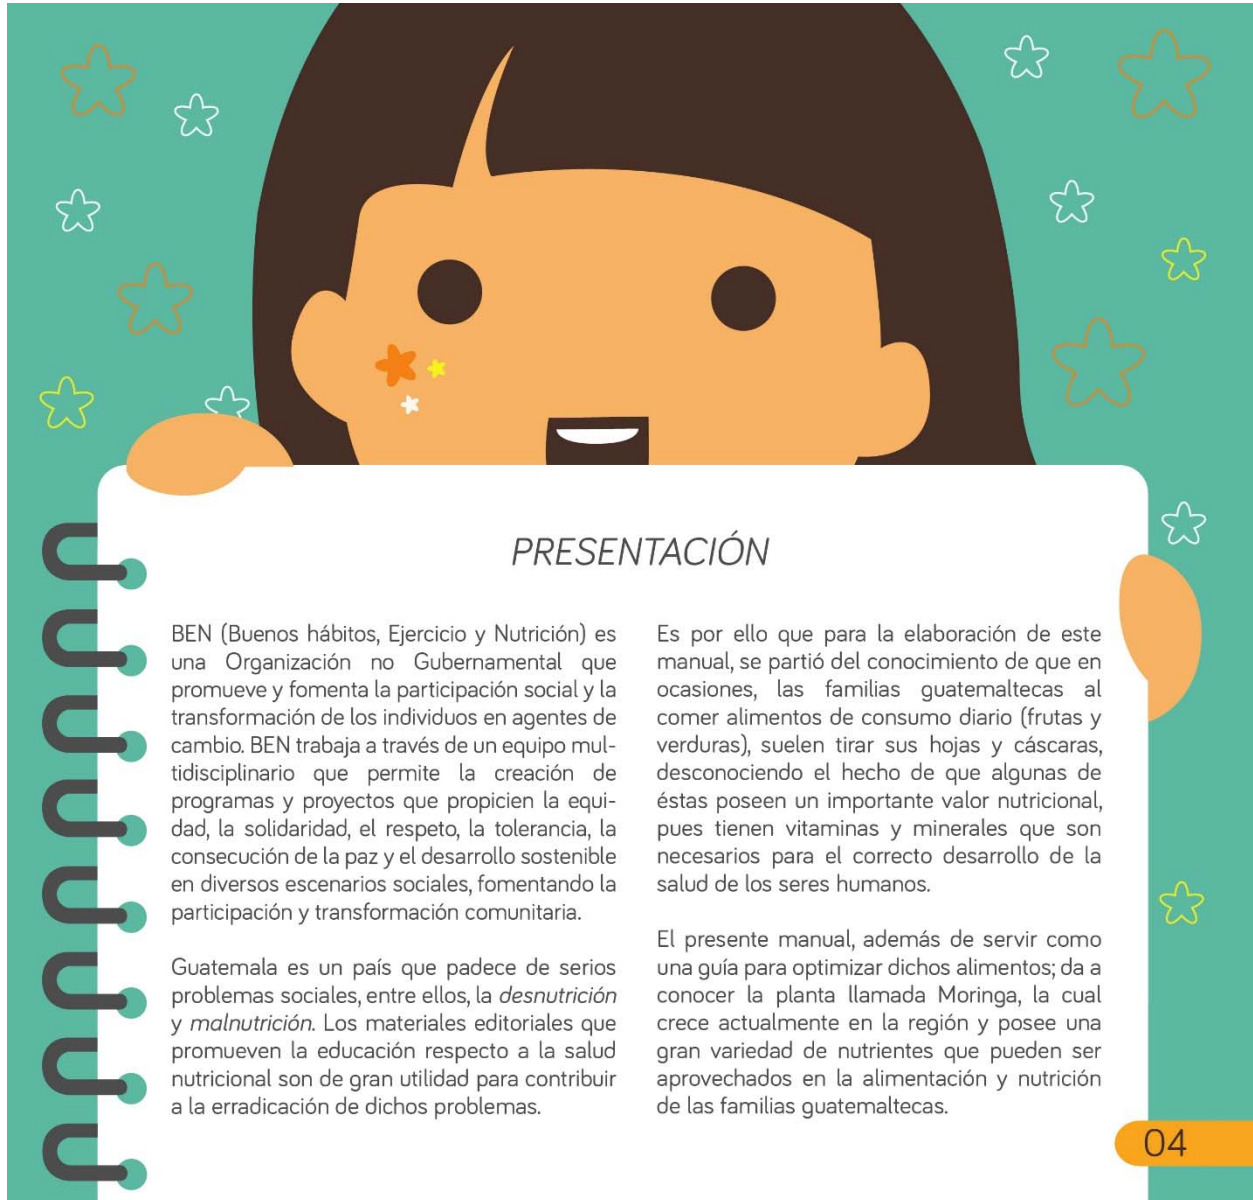 PRESENTACIÓN
BEN (Buenos hábitos, Ejercicio y Nutrición) es
una Organización no Gubernamental que
promueve y fomenta la participación social y la
transformación de los individuos en agentes de
cambio. BEN trabaja a través de un equipo mul-
tidisciplinario que permite la creación de
programas y proyectos que propicien la equi-
dad, la solidaridad, el respeto, la tolerancia, la
consecución de la paz y el desarrollo sostenible
en diversos escenarios sociales, fomentando la
participación y transformación comunitaria.
Guatemala es un país que padece de serios
problemas sociales, entre ellos, la desnutrición
y malnutrición. Los materiales editoriales que
promueven la educación respecto a la salud
nutricional son de gran utilidad para contribuir
a la erradicación de dichos problemas.
Es por ello que para la elaboración de este
manual, se partió del conocimiento de que en
ocasiones, las familias guatemaltecas al
comer alimentos de consumo diario (frutas y
verduras), suelen tirar sus hojas y cáscaras,
desconociendo el hecho de que algunas de
éstas poseen un importante valor nutricional,
pues tienen vitaminas y minerales que son
necesarios para el correcto desarrollo de la
salud de los seres humanos.
El presente manual, además de servir como
una guía para optimizar dichos alimentos; da a
conocer la planta llamada Moringa, la cual
crece actualmente en la región y posee una
gran variedad de nutrientes que pueden ser
aprovechados en la alimentación y nutrición
de las familias guatemaltecas.
04